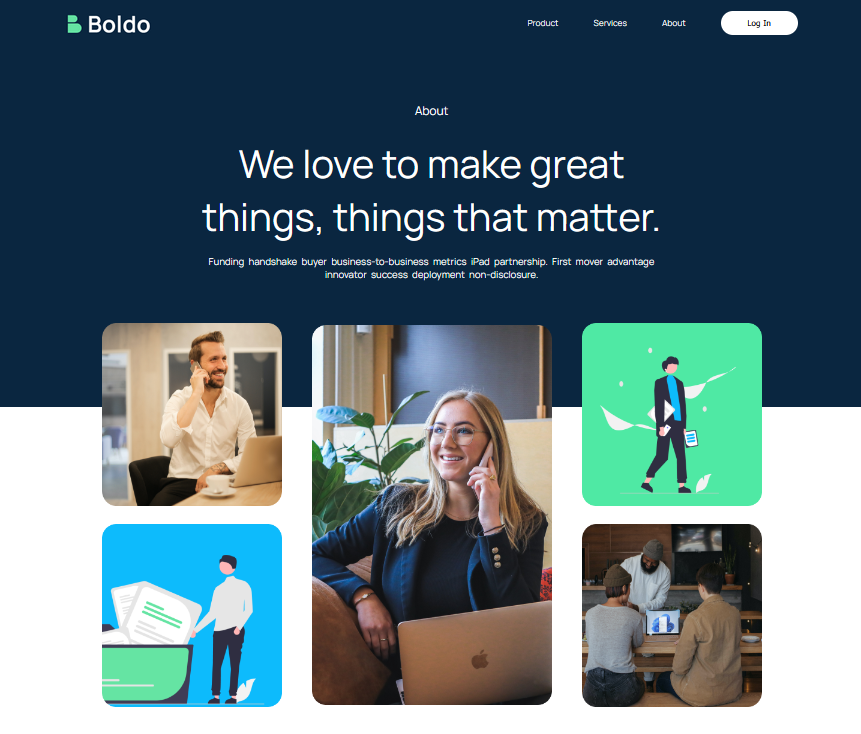 Boldo
Product
Services
About
Log In
About
We love to make great
things, things that matter.
Funding handshake buyer business-to-business metrics iPad partnership. First mover advantage
innovator success deployment non-disclosure.